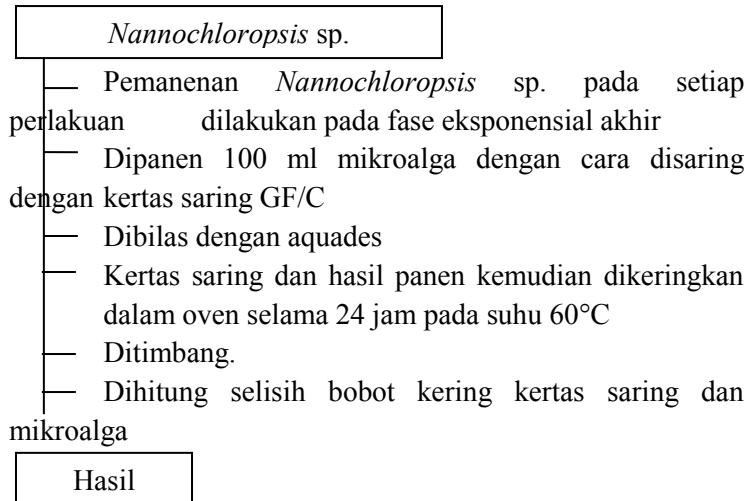 Nannochloropsis sp.
Pemanenan Nannochloropsis sp. pada setiap
perlakuan dilakukan pada fase eksponensial akhir
Dipanen 100 ml mikroalga dengan cara disaring
dengan kertas saring GF/C
Dibilas dengan aquades
Kertas saring dan hasil panen kemudian dikeringkan
dalam oven selama 24 jam pada suhu 60°C
Ditimbang.
Dihitung selisih bobot kering kertas saring dan
mikroalga
Hasil